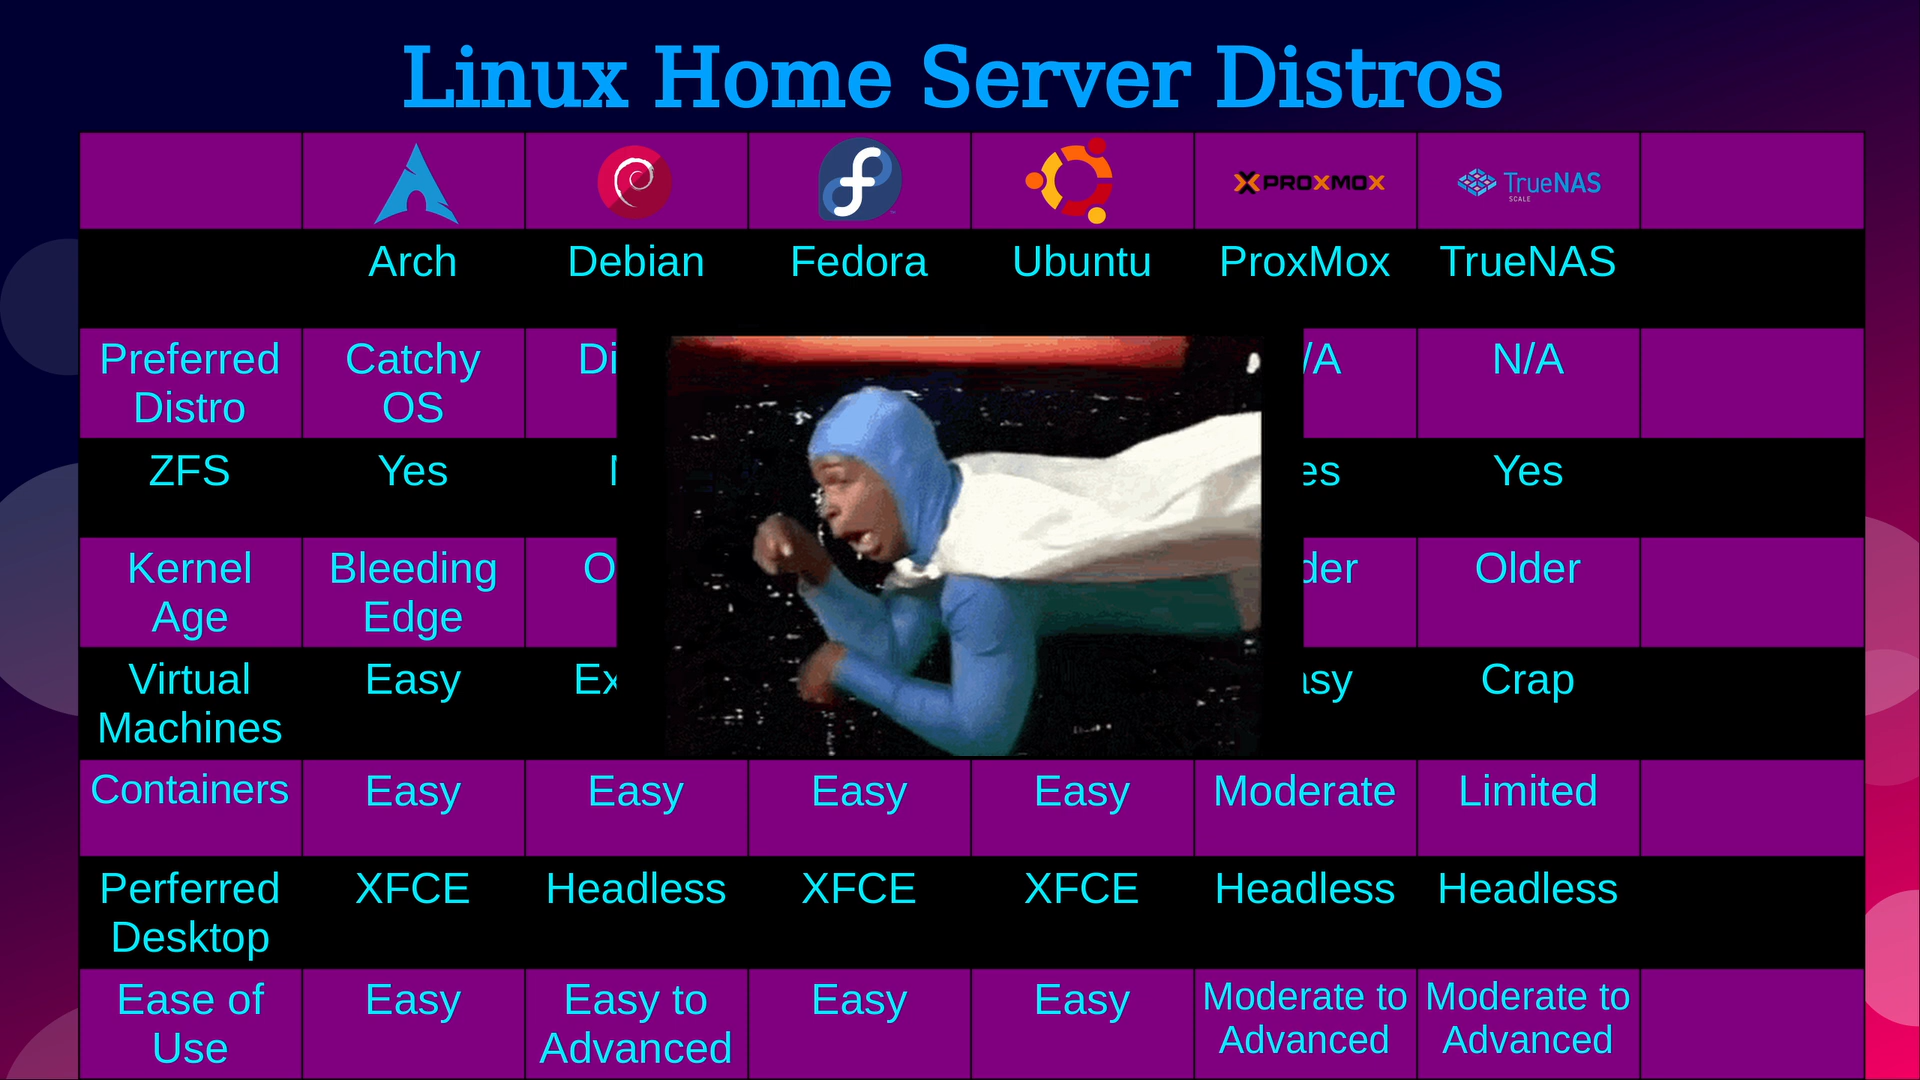 Linux Home Server Distros
PROXMOX
TrueNAS
SCALE
Arch Debian Fedora Ubuntu ProxMox TrueNAS
Preferred Catchy N/A
Distro OS
ZFS Yes Yes
Kernel Bleeding Older
Age Edge
Virtual Easy Crap
Machines
Containers Easy Easy Easy Easy Moderate Limited
Perferred XFCE Headless XFCE XFCE Headless Headless
Desktop
Ease of Easy Easy to Easy Easy Moderate to Moderate to
Use Advanced Advanced Advanced